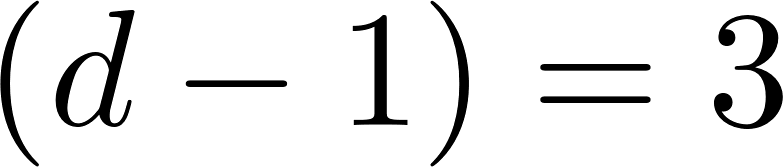 (d − 1) = 3